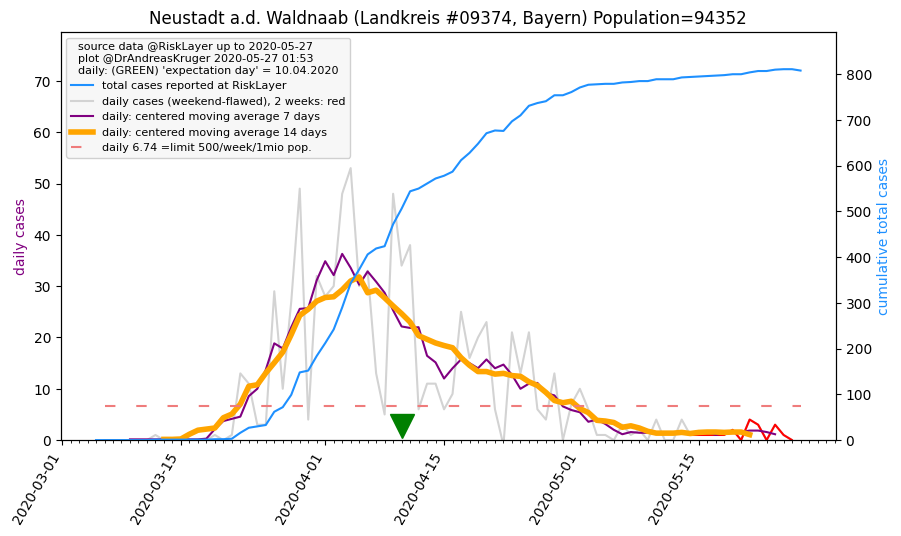 Neustadt a.d. Waldnaab (Landkreis #09374, Bayern) Population=94352
source data @RiskLayer up to 2020-05-27
plot @DrAndreasKruger 2020-05-27 01:53
daily: (GREEN) 'expectation day' = 10.04.2020
total cases reported at RiskLayer
daily cases (weekend-flawed), 2 weeks: red
daily: centered moving average 7 days
daily: centered moving average 14 days
daily 6.74 =limit 500/week/1mio pop.
daily cases
70
60
50
40
30
20
10
0
cumulative total cases
800
700
600
500
400
300
200
100
0
2020-03-01
2020-03-15
2020-04-01
2020-04-15
2020-05-01
2020-05-15